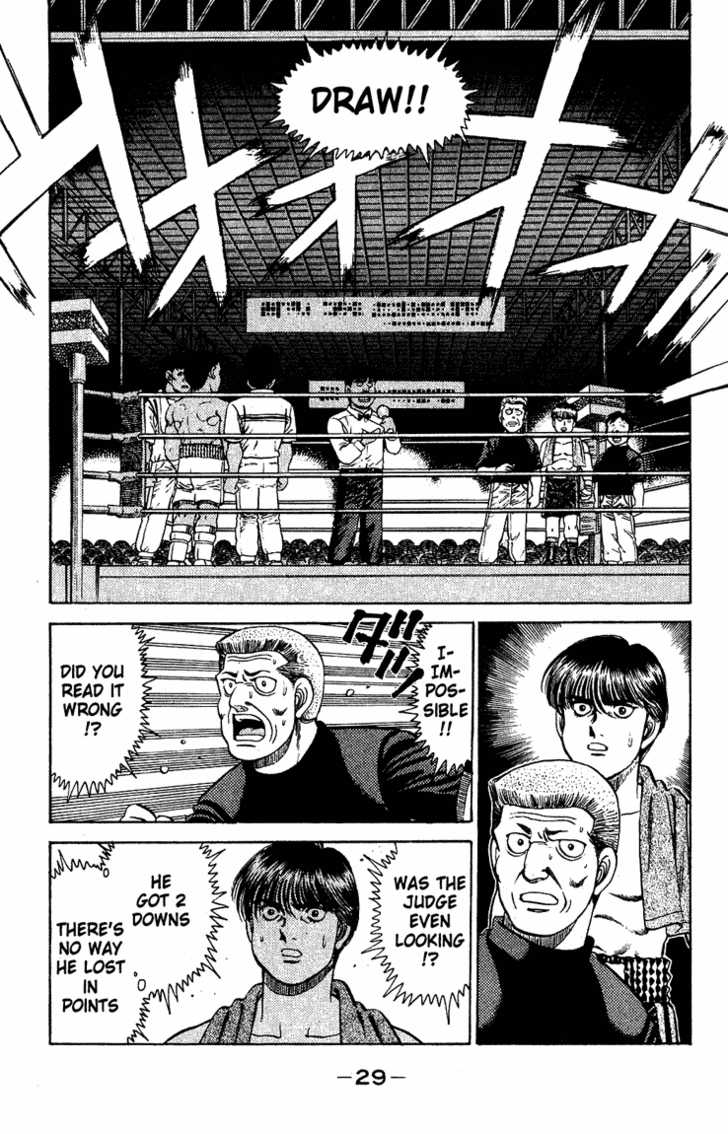 DRAW!!
I-
IM-
POS-
SIBLE
!!
DID YOU
READ IT
WRONG
!?
WAS THE
JUDGE
EVEN
LOOKING
!?
HE
GOT 2
DOWNS
THERE'S
NO WAY
HE LOST
IN
POINTS
-29-